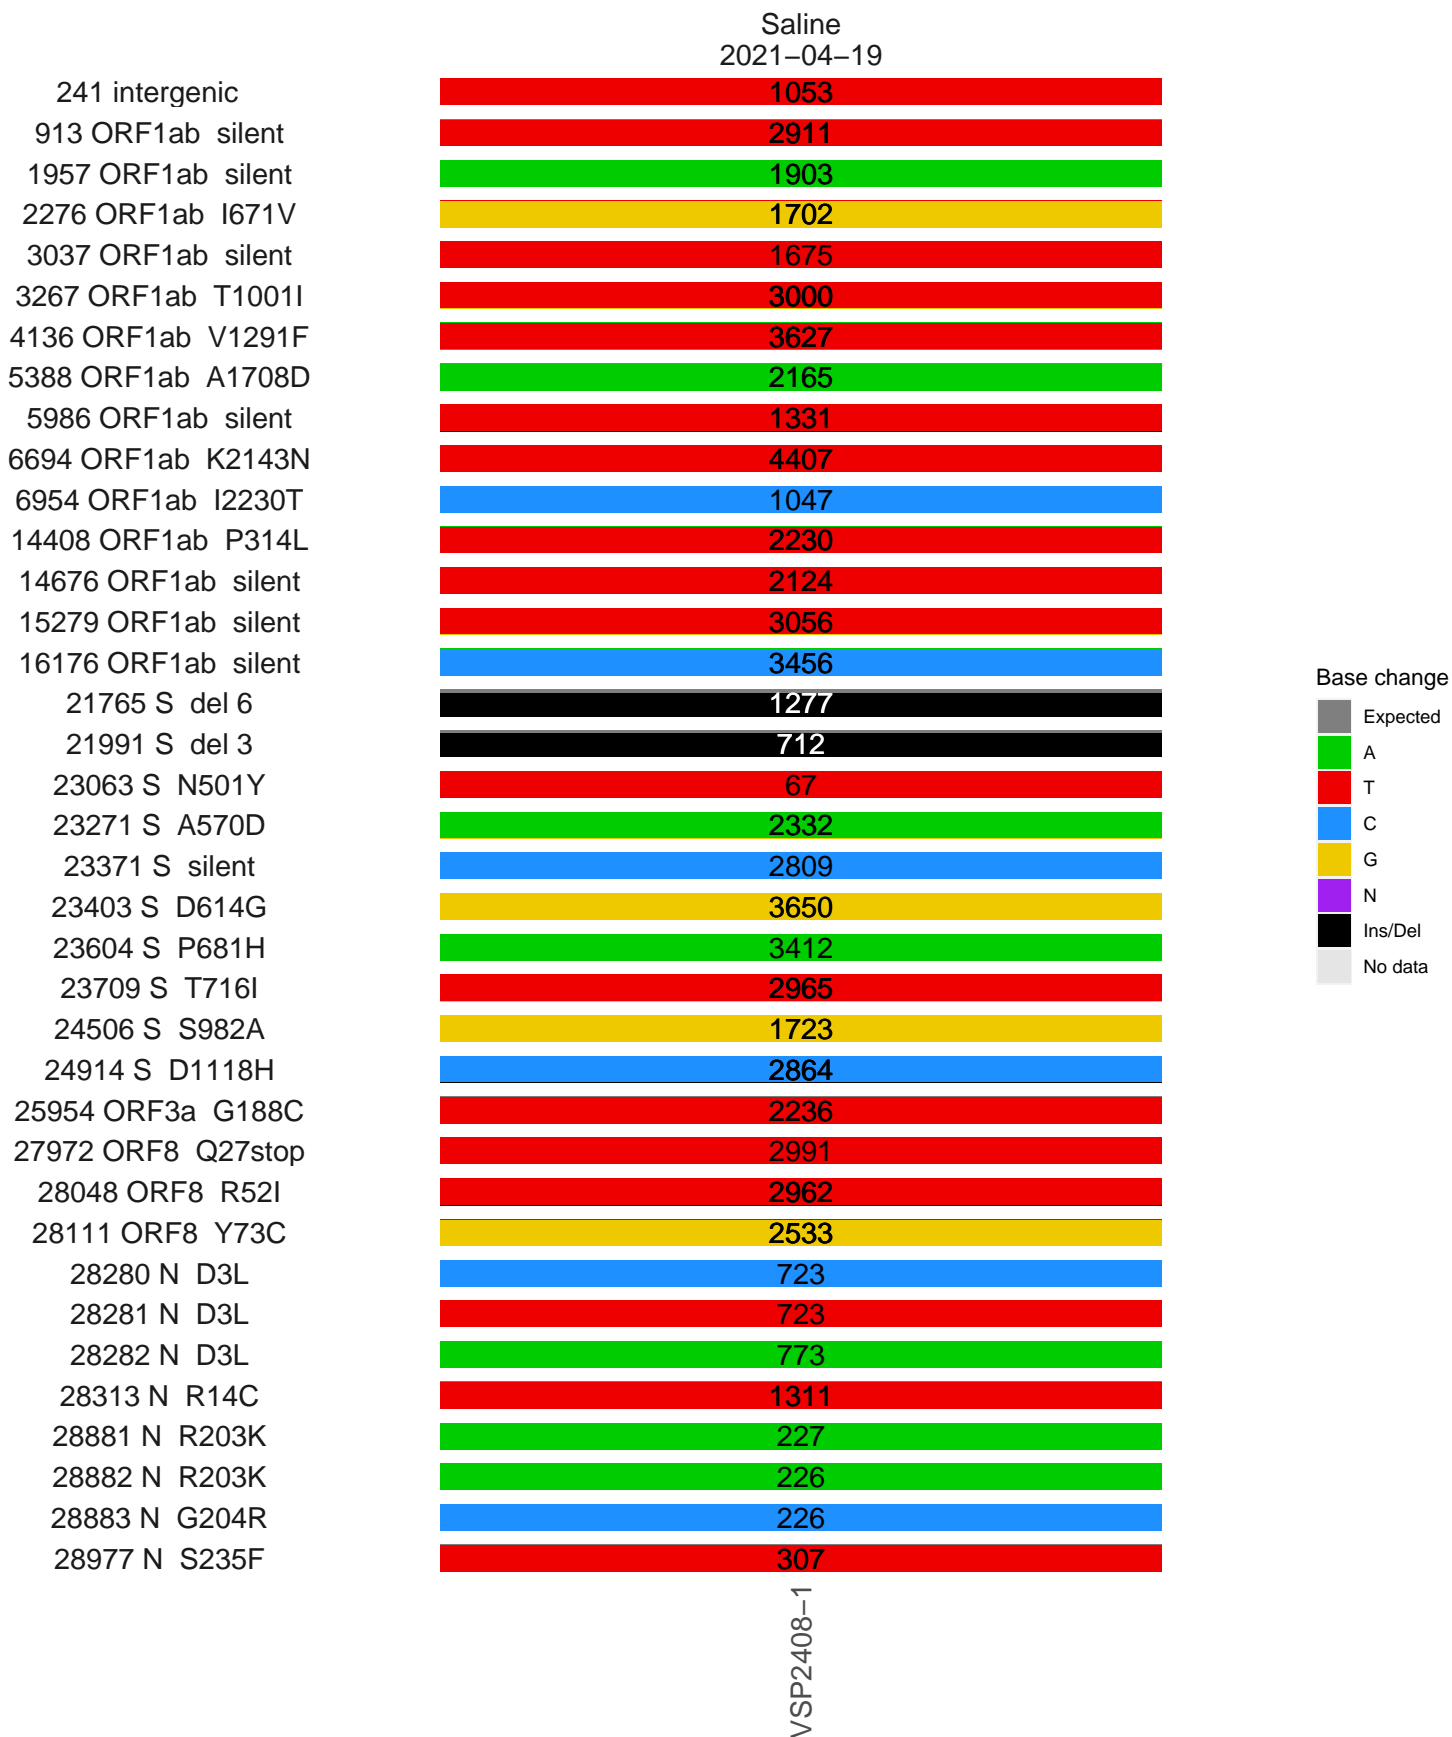 Saline
2021−04−19
241 intergenic 1053
913 ORF1ab silent 2911
1957 ORF1ab silent 1903
2276 ORF1ab I671V 1702
3037 ORF1ab silent 1675
3267 ORF1ab T1001I 3000
4136 ORF1ab V1291F 3627
5388 ORF1ab A1708D 2165
5986 ORF1ab silent 1331
6694 ORF1ab K2143N 4407
6954 ORF1ab I2230T 1047
14408 ORF1ab P314L 2230
14676 ORF1ab silent 2124
15279 ORF1ab silent 3056
16176 ORF1ab silent 3456
21765 S del 6 1277
21991 S del 3 712
23063 S N501Y 67
23271 S A570D 2332
23371 S silent 2809
23403 S D614G 3650
23604 S P681H 3412
23709 S T716I 2965
24506 S S982A 1723
24914 S D1118H 2864
25954 ORF3a G188C 2236
27972 ORF8 Q27stop 2991
28048 ORF8 R52I 2962
28111 ORF8 Y73C 2533
28280 N D3L 723
28281 N D3L 723
28282 N D3L 773
28313 N R14C 1311
28881 N R203K 227
28882 N R203K 226
28883 N G204R 226
28977 N S235F 307
VSP2408−1
Base change
Expected
A
T
C
G
N
Ins/Del
No data